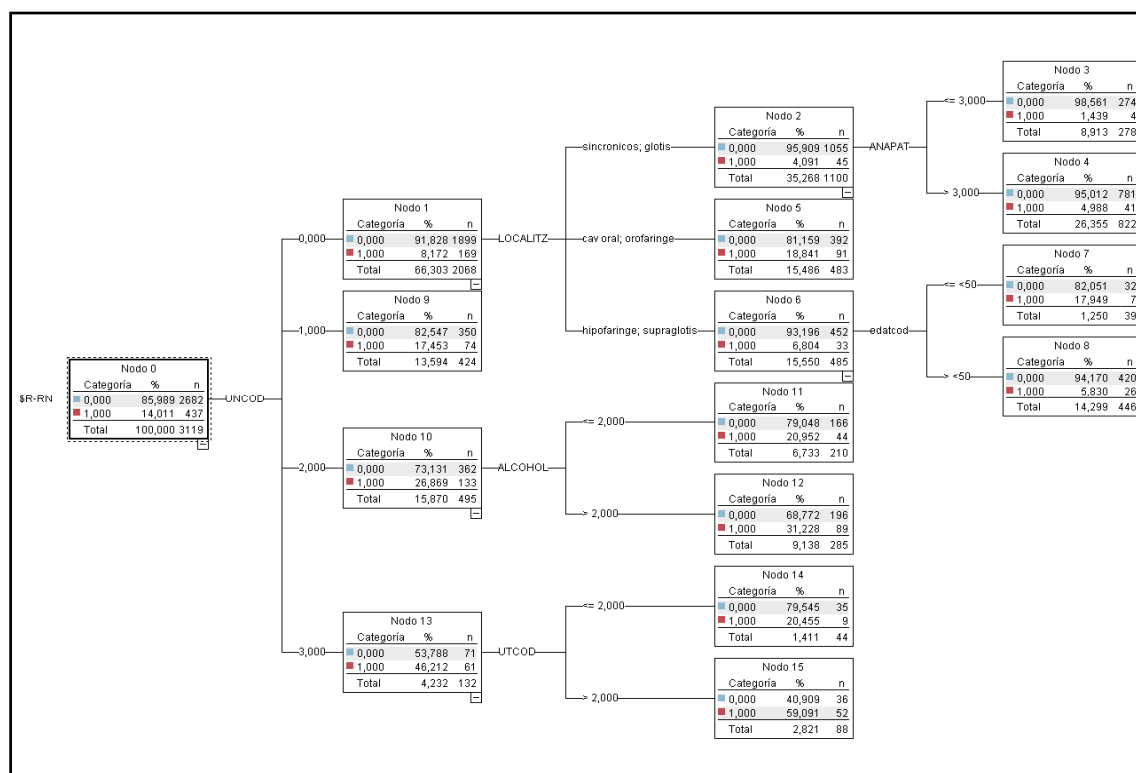 $R-RN
Nodo 0
Categoría % n
0,000 85,989 2682
1,000 14,011 437
Total 100,000 3119
UNCOD
0,000
Nodo 1
Categoría % n
0,000 91,828 1899
1,000 8,172 169
Total 66,303 2068
LOCALITZ
sincronicos; glotis
Nodo 2
Categoría % n
0,000 95,909 1055
1,000 4,091 45
Total 35,268 1100
ANAPAT
<= 3,000
Nodo 3
Categoría % n
0,000 98,561 274
1,000 1,439 4
Total 8,913 278
> 3,000
Nodo 4
Categoría % n
0,000 95,012 781
1,000 4,988 41
Total 26,355 822
cav oral; orofaringe
Nodo 5
Categoría % n
0,000 81,159 392
1,000 18,841 91
Total 15,486 483
hipofaringe; supraglotis
Nodo 6
Categoría % n
0,000 93,196 452
1,000 6,804 33
Total 15,550 485
edatcod
<= <50
Nodo 7
Categoría % n
0,000 82,051 32
1,000 17,949 7
Total 1,250 39
> <50
Nodo 8
Categoría % n
0,000 94,170 420
1,000 5,830 26
Total 14,299 446
1,000
Nodo 9
Categoría % n
0,000 82,547 350
1,000 17,453 74
Total 13,594 424
2,000
Nodo 10
Categoría % n
0,000 73,131 362
1,000 26,869 133
Total 15,870 495
ALCOHOL
<= 2,000
Nodo 11
Categoría % n
0,000 79,048 166
1,000 20,952 44
Total 6,733 210
> 2,000
Nodo 12
Categoría % n
0,000 68,772 196
1,000 31,228 89
Total 9,138 285
3,000
Nodo 13
Categoría % n
0,000 53,788 71
1,000 46,212 61
Total 4,232 132
UTCOD
<= 2,000
Nodo 14
Categoría % n
0,000 79,545 35
1,000 20,455 9
Total 1,411 44
> 2,000
Nodo 15
Categoría % n
0,000 40,909 36
1,000 59,091 52
Total 2,821 88